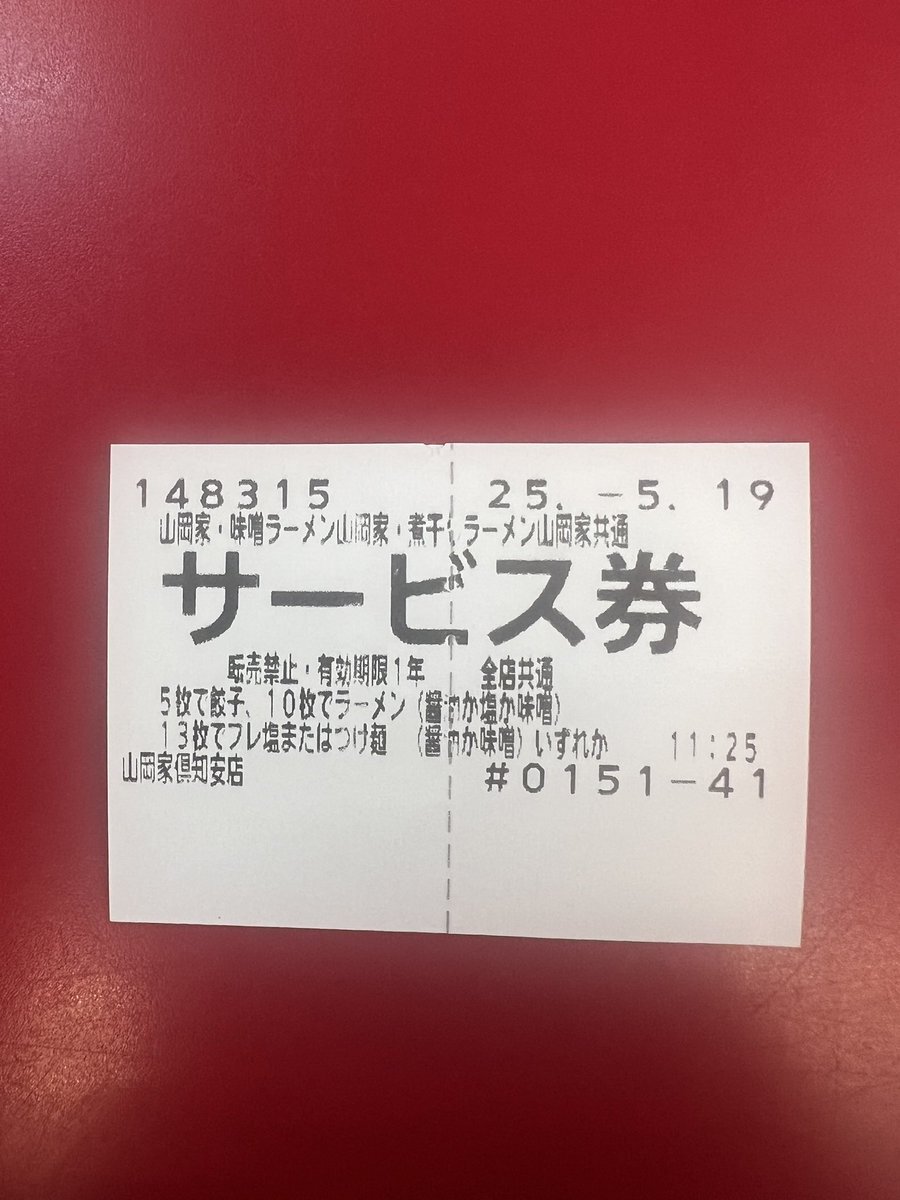 148315 25.-5.19
山岡家・味噌ラーメン山岡家・煮干しラーメン山岡家共通
サービス券
転売禁止・有効期限1年 全店共通
5枚で餃子、10枚でラーメン(醤油か塩か味噌)
13枚でプレ塩またはつけ麺 (醤油か味噌)いずれか 11:25
山岡家倶知安店 #0151-41